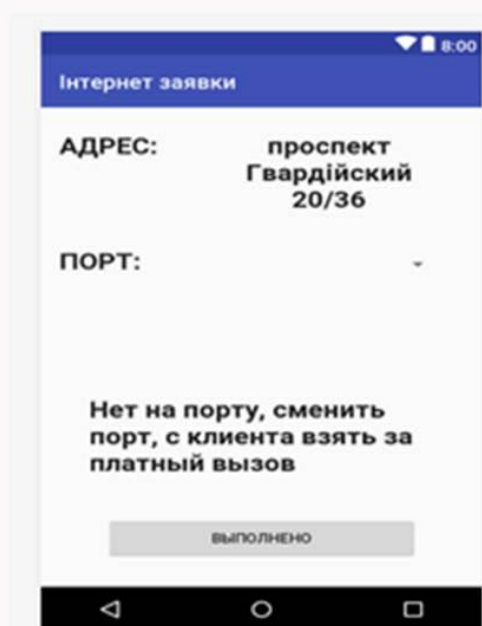 8:00
Інтернет заявки
АДРЕС:
проспект
Гвардійский
20/36
ПОРТ:
Нет на порту, сменить
порт, с клиента взять за
платный вызов
ВЫПОЛНЕНО